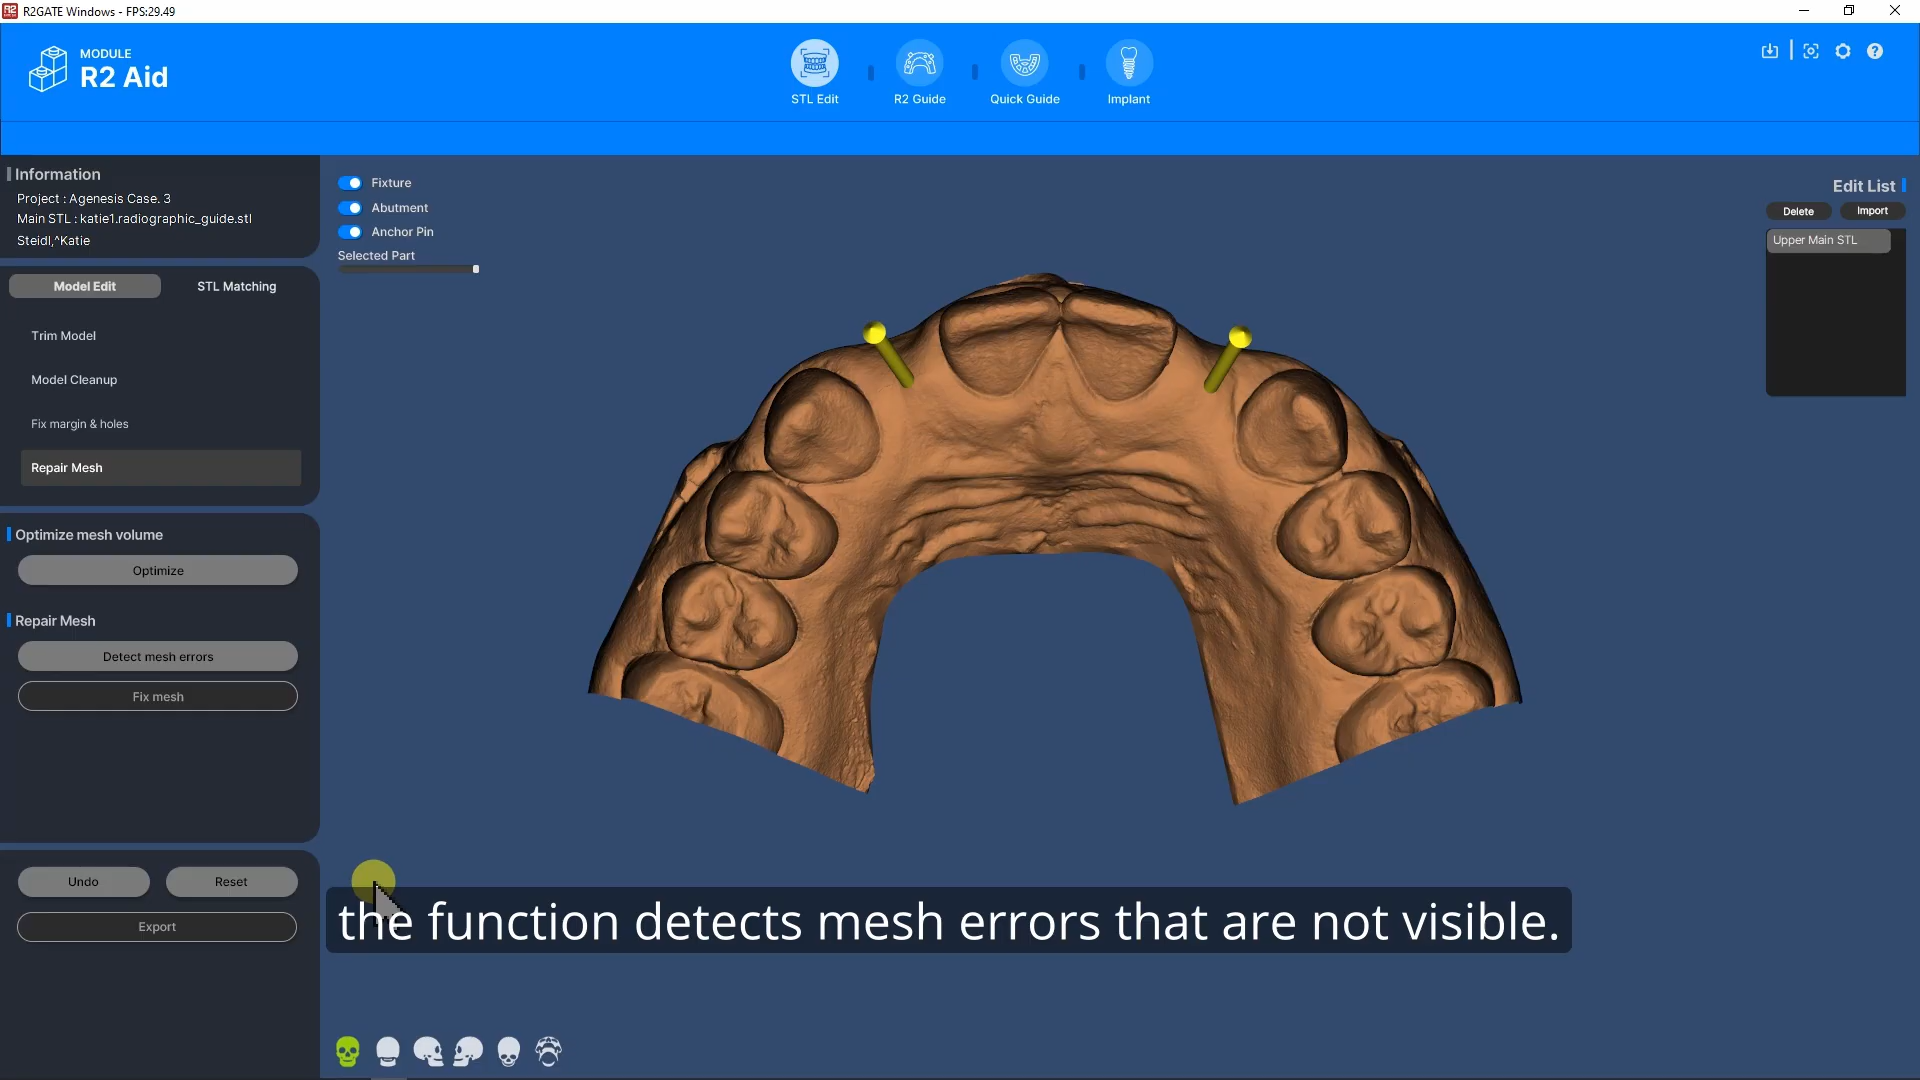 R2GATE Windows - FPS:29.49
MODULE
R2 Aid
STL Edit
R2 Guide
Quick Guide
Implant
Information
Project : Agenesis Case. 3
Main STL : katie1.radiographic_guide.stl
Steidl,^Katie
Model Edit
STL Matching
Trim Model
Model Cleanup
Fix margin & holes
Repair Mesh
Optimize mesh volume
Optimize
Repair Mesh
Detect mesh errors
Fix mesh
Undo
Reset
Export
Fixture
Abutment
Anchor Pin
Selected Part
Edit List
Delete
Import
Upper Main STL
the function detects mesh errors that are not visible.